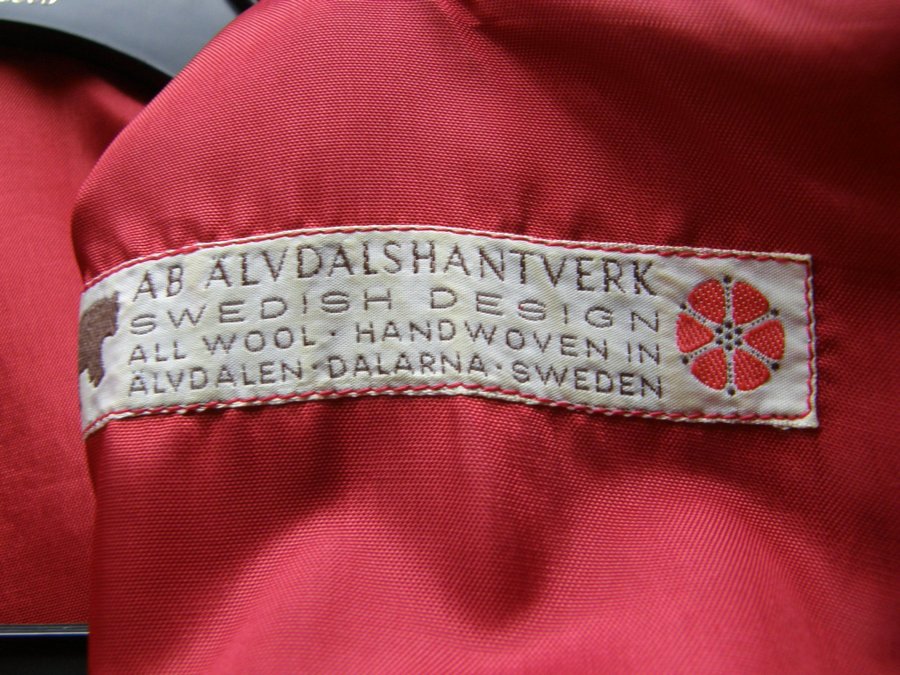 AB ÄLVDALSHANTVERK
SWEDISH DESIGN
ALL WOOL · HANDWOVEN IN
ÄLVDALEN · DALARNA · SWEDEN